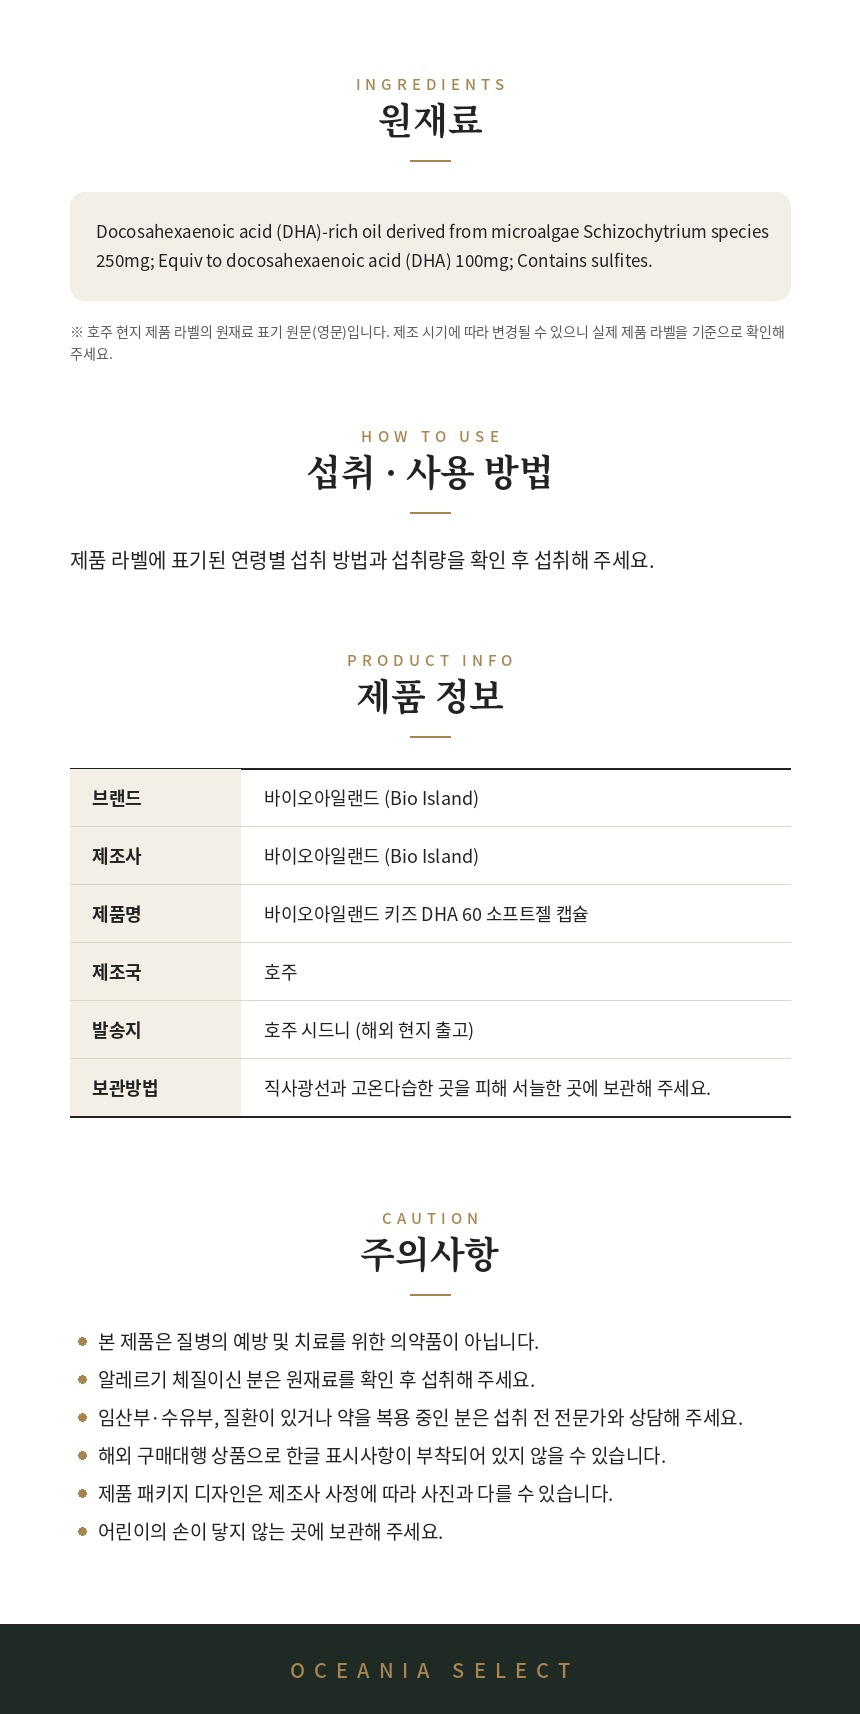 INGREDIENTS
원재료
Docosahexaenoic acid (DHA)-rich oil derived from microalgae Schizochytrium species
250mg; Equiv to docosahexaenoic acid (DHA) 100mg; Contains sulfites.
※ 호주 현지 제품 라벨의 원재료 표기 원문(영문)입니다. 제조 시기에 따라 변경될 수 있으니 실제 제품 라벨을 기준으로 확인해
주세요.
HOW TO USE
섭취 · 사용 방법
제품 라벨에 표기된 연령별 섭취 방법과 섭취량을 확인 후 섭취해 주세요.
PRODUCT INFO
제품 정보
브랜드 바이오아일랜드 (Bio Island)
제조사 바이오아일랜드 (Bio Island)
제품명 바이오아일랜드 키즈 DHA 60 소프트젤 캡슐
제조국 호주
발송지 호주 시드니 (해외 현지 출고)
보관방법 직사광선과 고온다습한 곳을 피해 서늘한 곳에 보관해 주세요.
CAUTION
주의사항
본 제품은 질병의 예방 및 치료를 위한 의약품이 아닙니다.
알레르기 체질이신 분은 원재료를 확인 후 섭취해 주세요.
임산부·수유부, 질환이 있거나 약을 복용 중인 분은 섭취 전 전문가와 상담해 주세요.
해외 구매대행 상품으로 한글 표시사항이 부착되어 있지 않을 수 있습니다.
제품 패키지 디자인은 제조사 사정에 따라 사진과 다를 수 있습니다.
어린이의 손이 닿지 않는 곳에 보관해 주세요.
OCEANIA SELECT